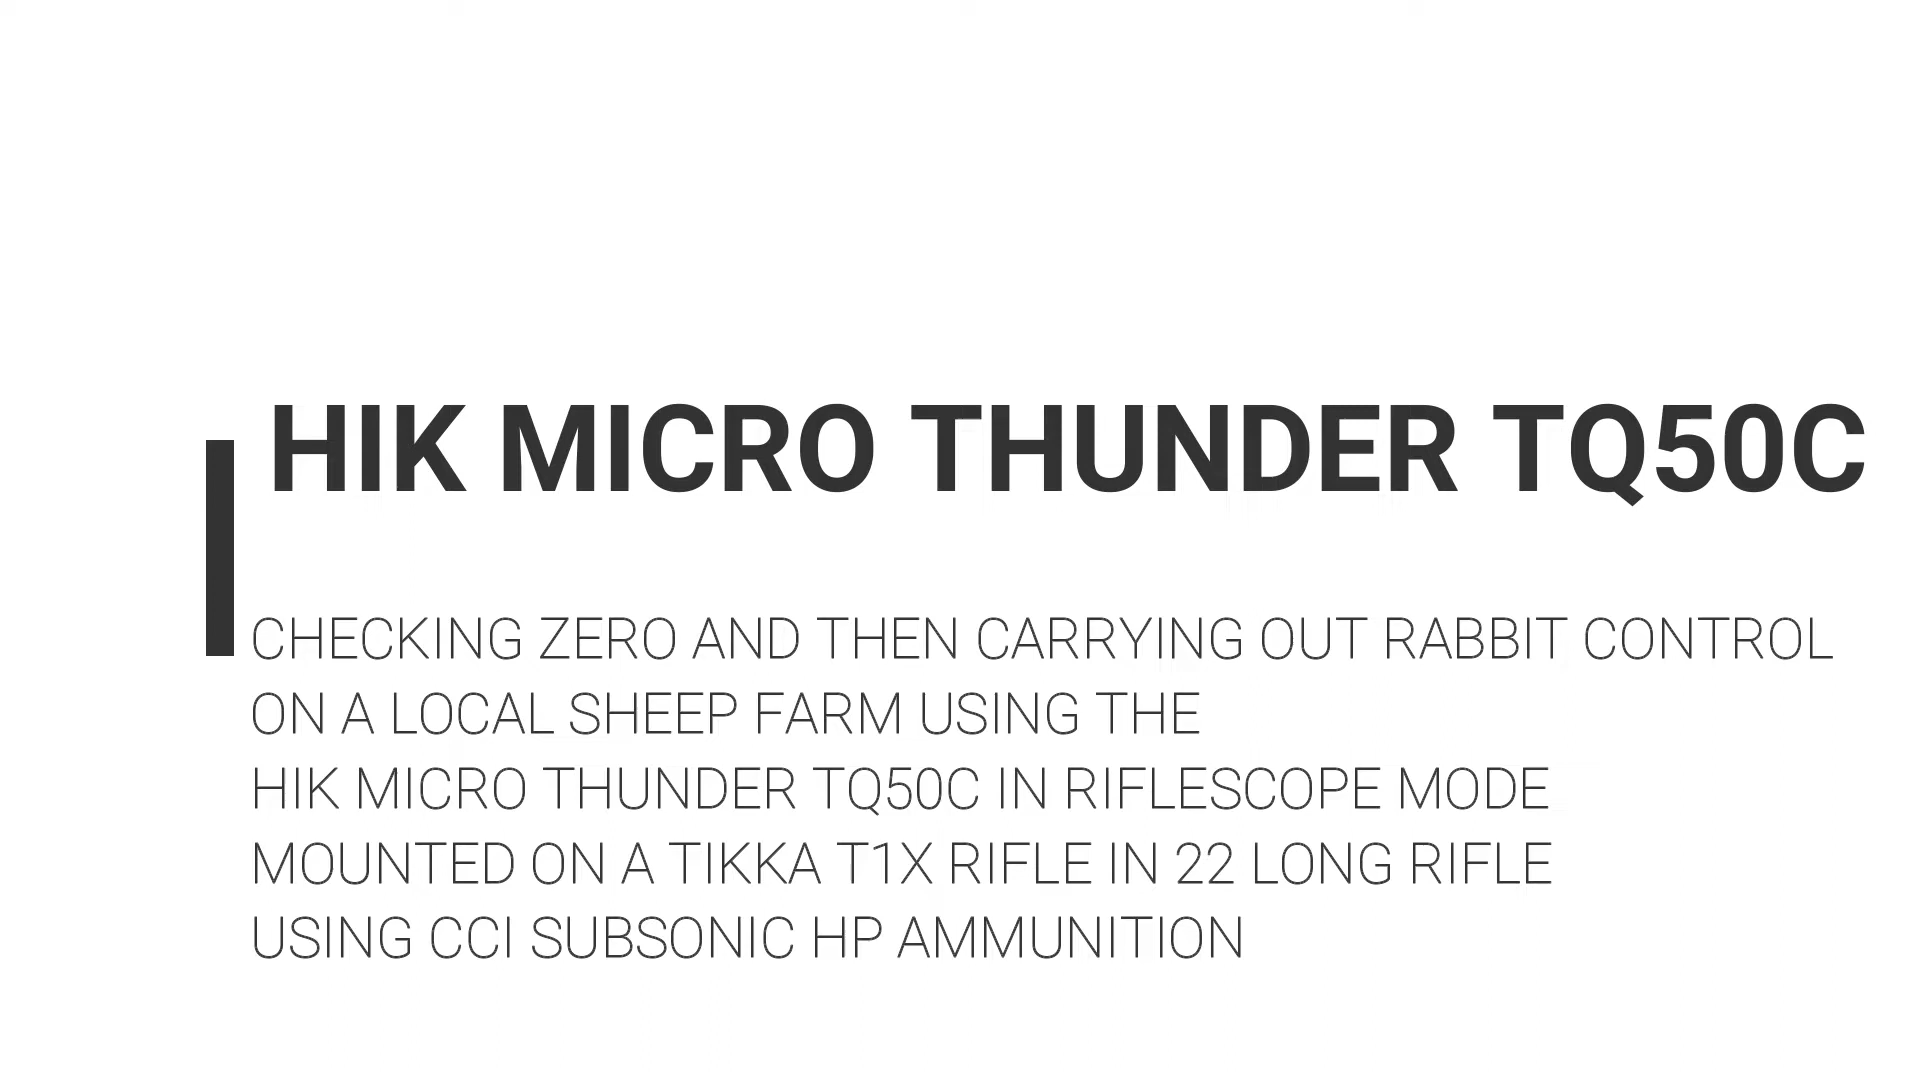 HIK MICRO THUNDER TQ50C
CHECKING ZERO AND THEN CARRYING OUT RABBIT CONTROL
ON A LOCAL SHEEP FARM USING THE
HIK MICRO THUNDER TQ50C IN RIFLESCOPE MODE
MOUNTED ON A TIKKA T1X RIFLE IN 22 LONG RIFLE
USING CCI SUBSONIC HP AMMUNITION